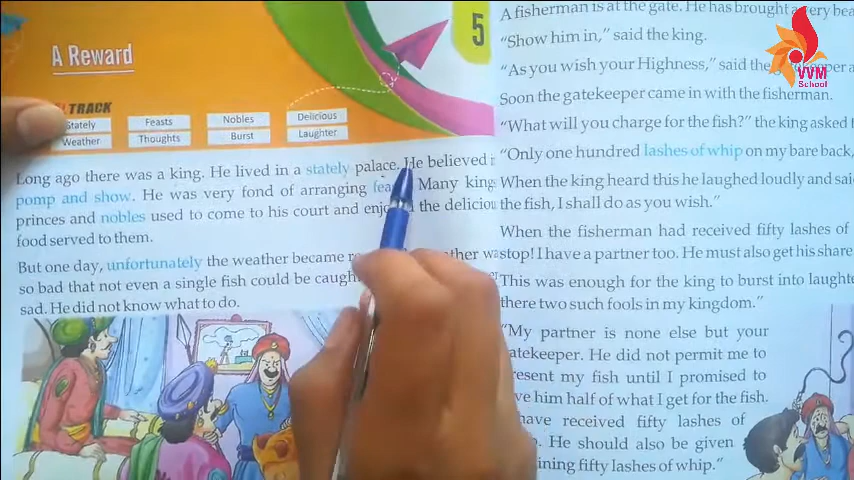 A Reward
5
TRACK
Stately Feasts Nobles Delicious
Weather Thoughts Burst Laughter
Long ago there was a king. He lived in a stately palace. He believed
pomp and show. He was very fond of arranging Many
princes and nobles used to come to his court and the
food served to them.
But one day, unfortunately the weather became
so bad that not even a single fish could be
sad. He did not know what to do.
A fisherman is at the gate. He has brought a
"Show him in," said the king.
"As you wish your Highness," said the
Soon the gatekeeper came in with the fisherman.
"What will you charge for the fish?" the king asked
"Only one hundred lashes of whip on my bare back,
When the king heard this he laughed loudly and
the fish, I shall do as you wish."
When the fisherman had received fifty lashes of
stop! I have a partner too. He must also get his
This was enough for the king to burst into
there two such fools in my kingdom."
"My partner is none else but your
He did not permit me to
my fish until I promised to
him half of what I get for the fish.
have received fifty lashes of
He should also be given
fifty lashes of whip."
VVM
School